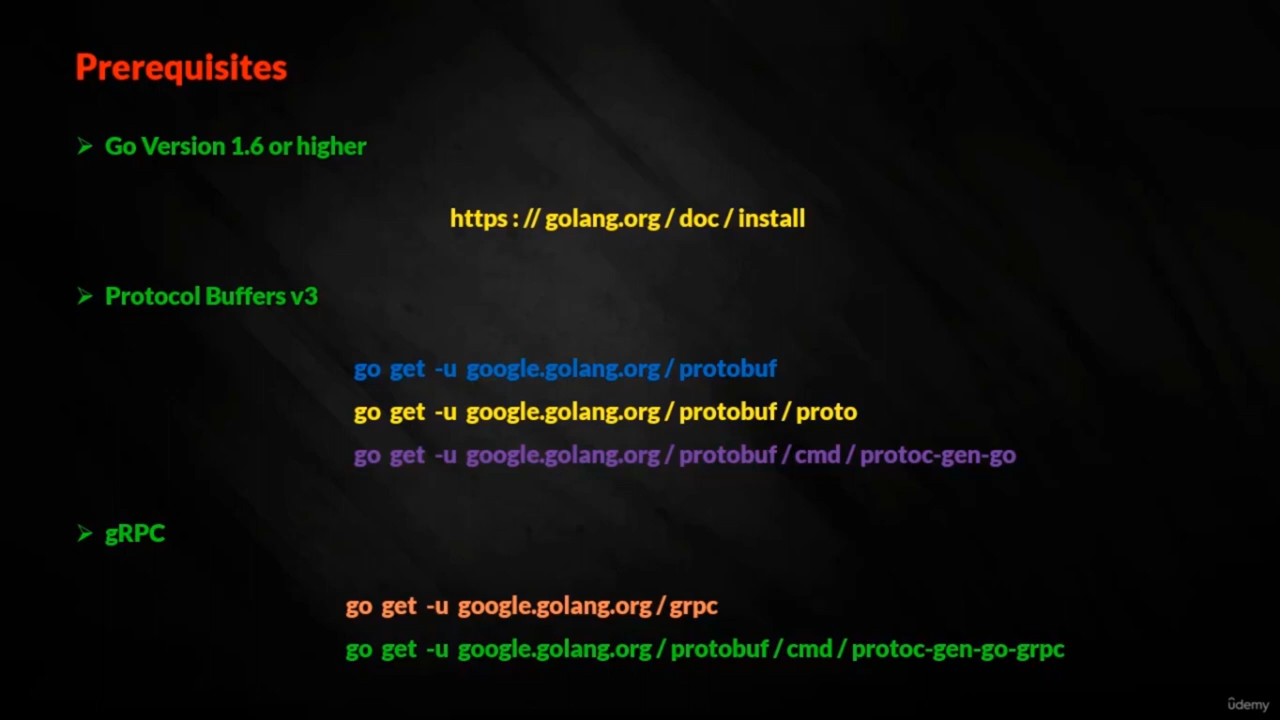 Prerequisites
➢ Go Version 1.6 or higher
https : // golang.org / doc / install
➢ Protocol Buffers v3
go get -u google.golang.org / protobuf
go get -u google.golang.org / protobuf / proto
go get -u google.golang.org / protobuf / cmd / protoc-gen-go
➢ gRPC
go get -u google.golang.org / grpc
go get -u google.golang.org / protobuf / cmd / protoc-gen-go-grpc
ûdemy